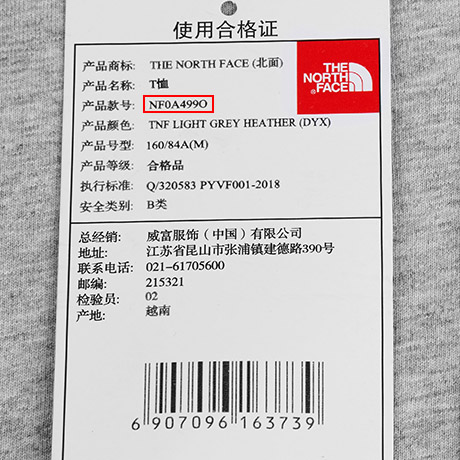 使用合格证
产品商标: THE NORTH FACE (北面)
产品名称: T恤
产品款号: NF0A499O
产品颜色: TNF LIGHT GREY HEATHER (DYX)
产品号型: 160/84A(M)
产品等级: 合格品
执行标准: Q/320583 PYVF001-2018
安全类别: B类
THE
NORTH
FACE
总经销: 威富服饰（中国）有限公司
地址: 江苏省昆山市张浦镇建德路390号
联系电话: 021-61705600
邮编: 215321
检验员: 02
产地: 越南
6 907096 163739